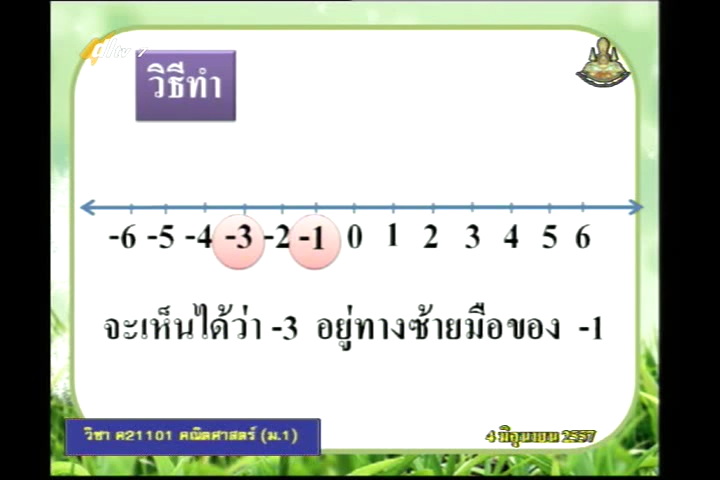 dltv 7
วิธีทำ
-6 -5 -4 -3 -2 -1 0 1 2 3 4 5 6
จะเห็นได้ว่า -3 อยู่ทางซ้ายมือของ -1
วิชา ค21101 คณิตศาสตร์ (ม.1)
4 มิถุนายน 2557